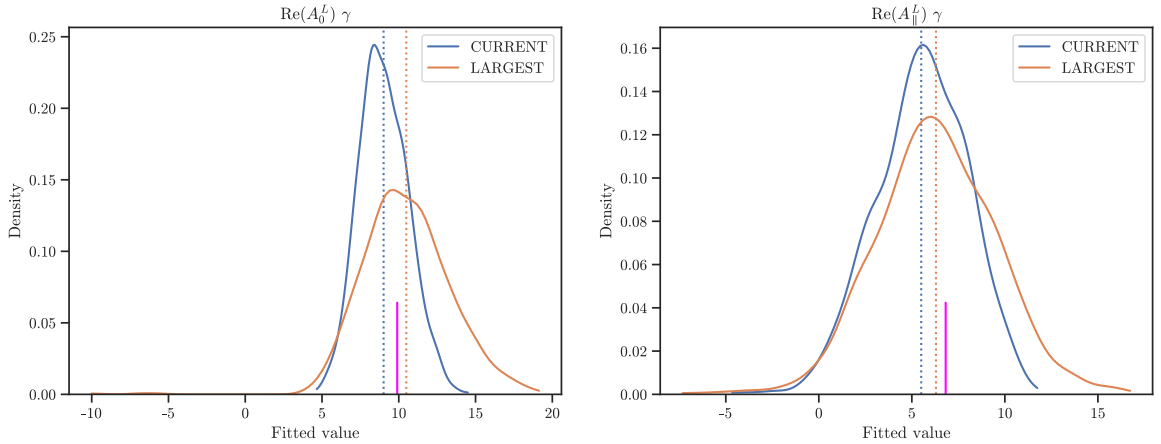 Re(A_0^L) γ
CURRENT
LARGEST
Density
0.25
0.20
0.15
0.10
0.05
0.00
-10
-5
0
5
10
15
20
Fitted value
Re(A_∥^L) γ
CURRENT
LARGEST
Density
0.16
0.14
0.12
0.10
0.08
0.06
0.04
0.02
0.00
-5
0
5
10
15
Fitted value